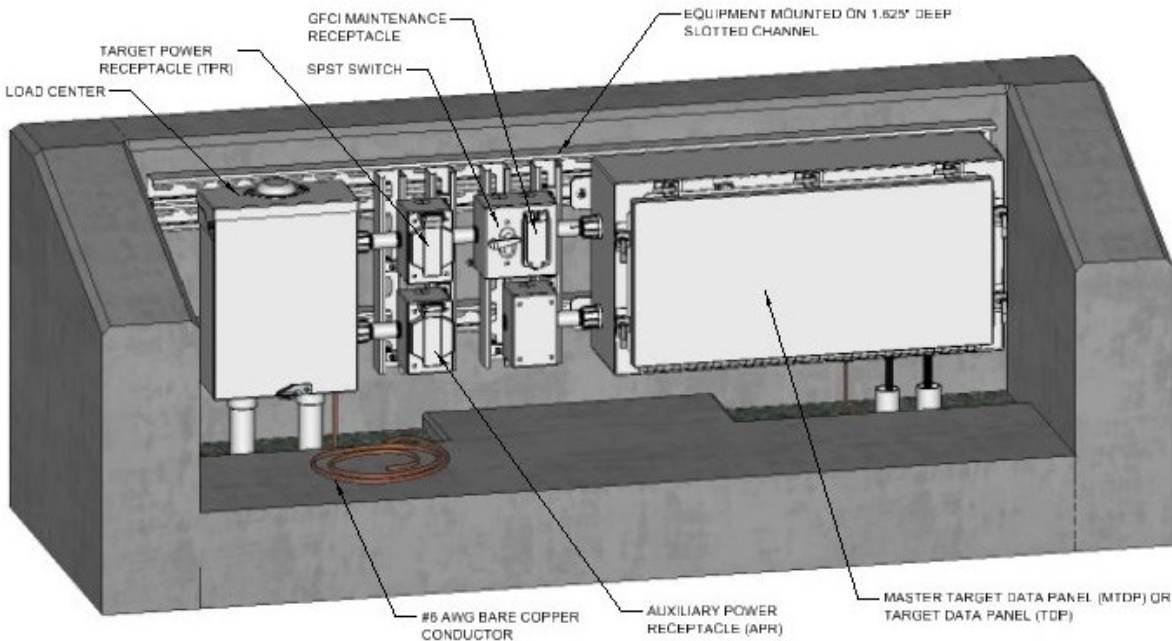 GFCI MAINTENANCE
RECEPTACLE
EQUIPMENT MOUNTED ON 1.625" DEEP
SLOTTED CHANNEL
TARGET POWER
RECEPTACLE (TPR)
SPST SWITCH
LOAD CENTER
#6 AWG BARE COPPER
CONDUCTOR
AUXILIARY POWER
RECEPTACLE (APR)
MASTER TARGET DATA PANEL (MTDP) OR
TARGET DATA PANEL (TDP)